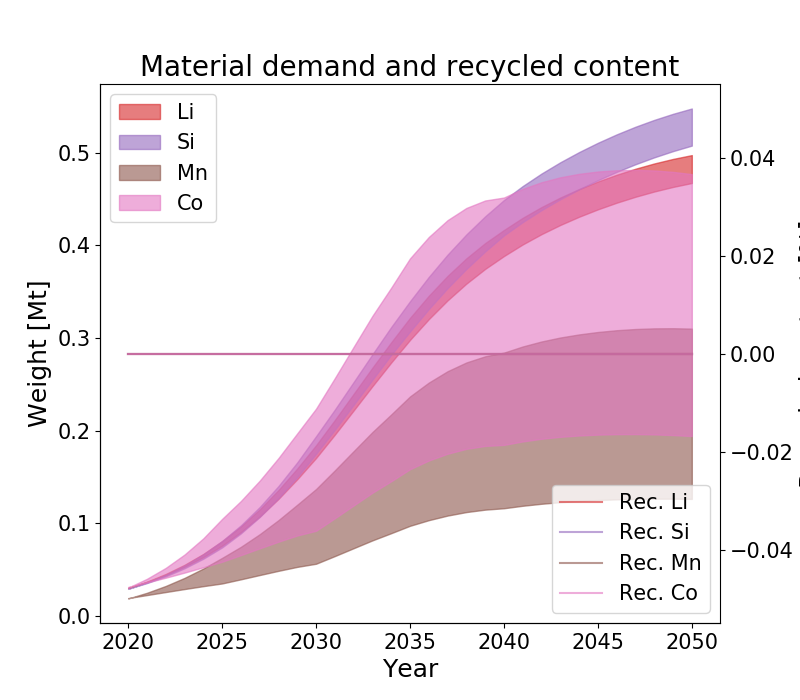 Material demand and recycled content
Li
Si
Mn
Co
0.5
0.4
0.3
0.2
0.1
0.0
Weight [Mt]
0.04
0.02
0.00
−0.02
−0.04
Rec. Li
Rec. Si
Rec. Mn
Rec. Co
2020 2025 2030 2035 2040 2045 2050
Year